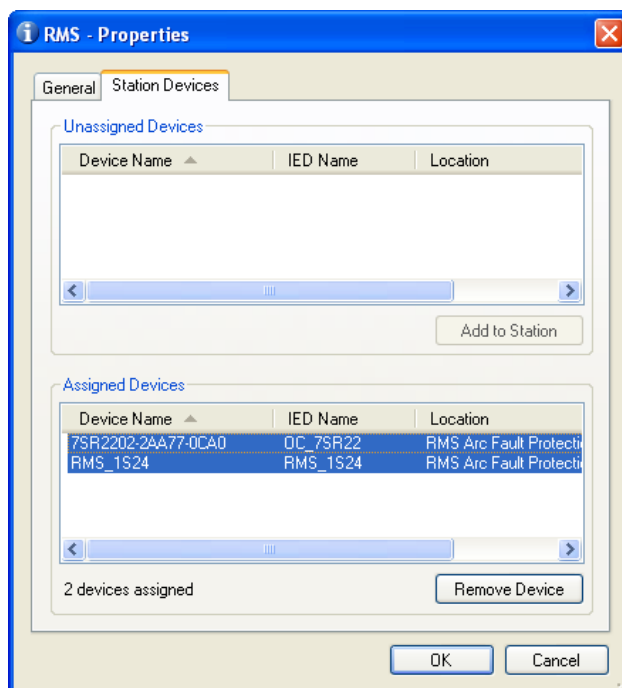 RMS - Properties
General Station Devices
Unassigned Devices
Device Name IED Name Location
Add to Station
Assigned Devices
Device Name IED Name Location
7SR2202-2AA77-0CA0 OC_7SR22 RMS Arc Fault Protecti
RMS_1S24 RMS_1S24 RMS Arc Fault Protecti
2 devices assigned Remove Device
OK Cancel